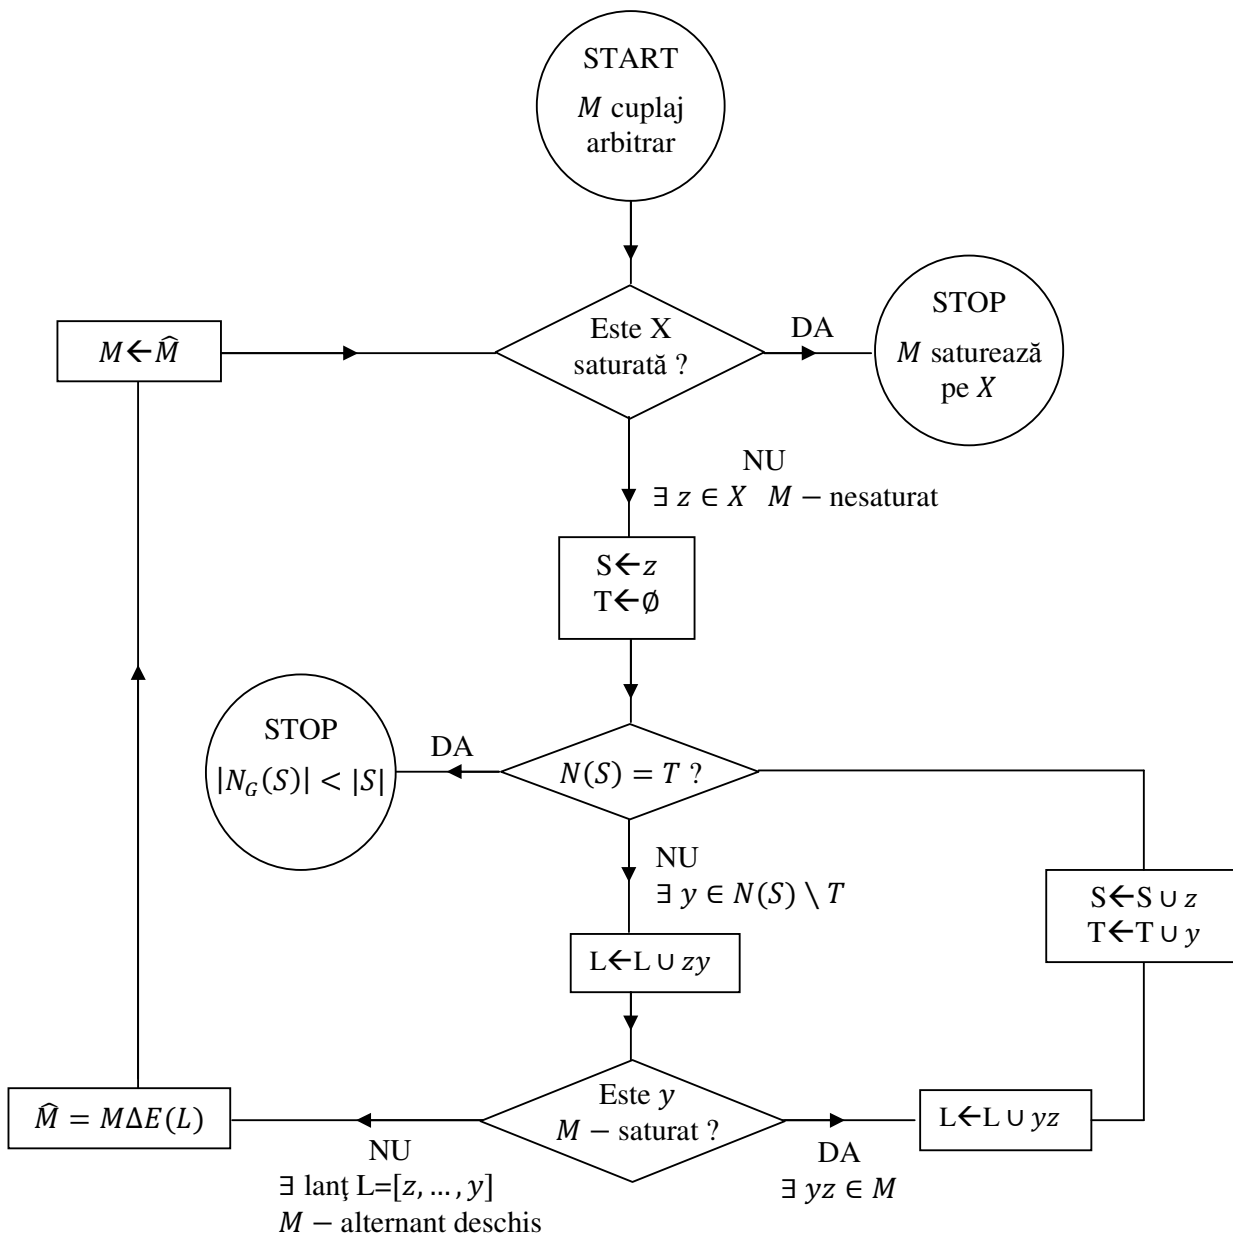 START
M cuplaj
arbitrar
M ← M̂
Este X
saturată ?
DA
STOP
M saturează
pe X
NU
∃ z ∈ X M − nesaturat
S ← z
T ← ∅
STOP
|N_G(S)| < |S|
DA
N(S) = T ?
NU
∃ y ∈ N(S) \ T
S ← S ∪ z
T ← T ∪ y
L ← L ∪ zy
M̂ = MΔE(L)
Este y
M − saturat ?
L ← L ∪ yz
NU
∃ lanţ L=[z, … , y]
M − alternant deschis
DA
∃ yz ∈ M